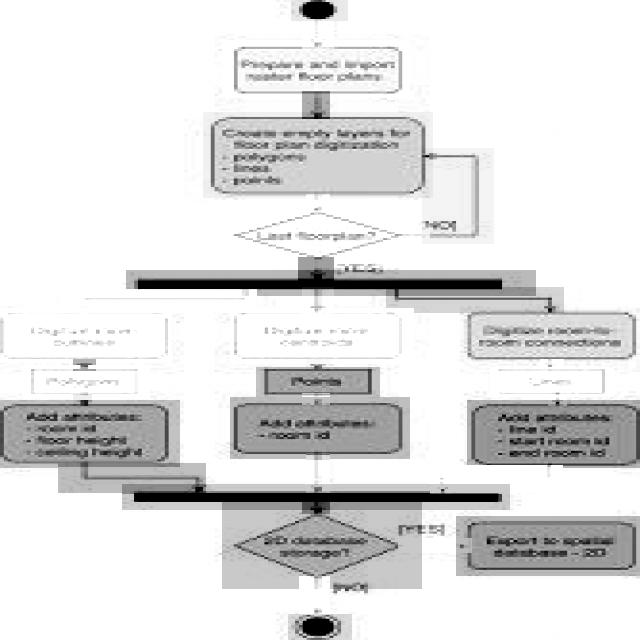 Prepare and import
raster floor plans
Create empty layers for
floor plan digitization
- polygons
- lines
- points
Last floorplan?
[NO]
[YES]
Digitize room
outlines
Digitize room
centroids
Digitize room-to-
room connections
Polygons
Points
Lines
Add attributes:
- room id
- floor height
- ceiling height
Add attributes:
- room id
Add attributes
- line id
- start room id
- end room id
2D database
storage?
[YES]
Export to spatial
database - 2D
[NO]